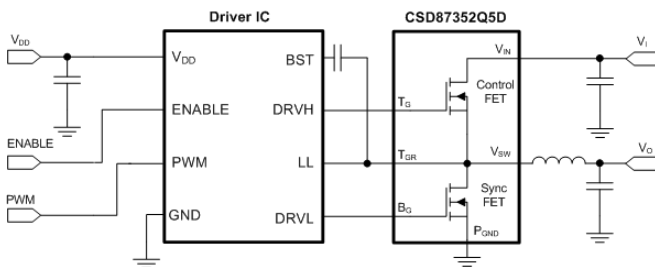 Driver IC
CSD87352Q5D
VDD
VDD
BST
VIN
VI
Control
FET
ENABLE
DRVH
TG
ENABLE
PWM
LL
TGR
VSW
VO
PWM
Sync
FET
GND
DRVL
BG
PGND